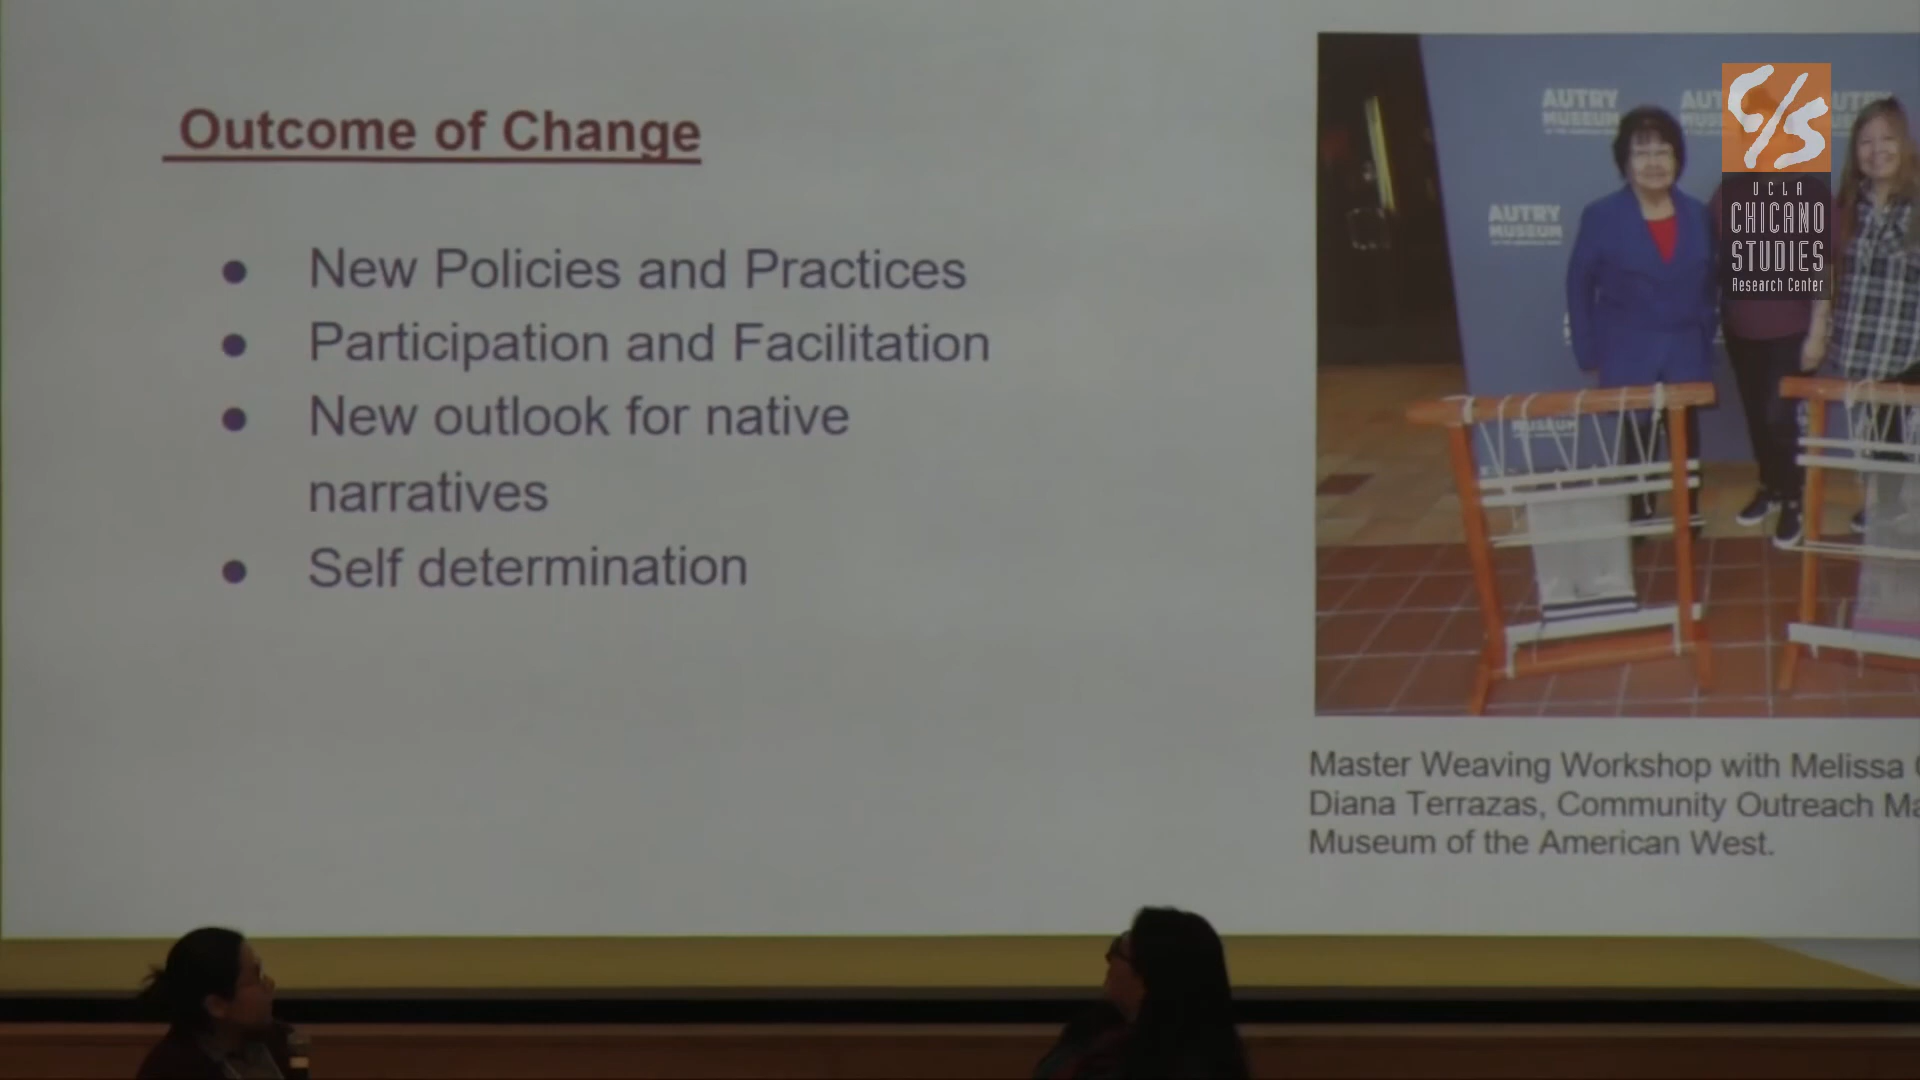 Outcome of Change
● New Policies and Practices
● Participation and Facilitation
● New outlook for native
narratives
● Self determination
AUTRY
MUSEUM
AUTRY
MUSEUM
MUSEUM
C/S
UCLA
CHICANO
STUDIES
Research Center
Master Weaving Workshop with Melissa
Diana Terrazas, Community Outreach
Museum of the American West.